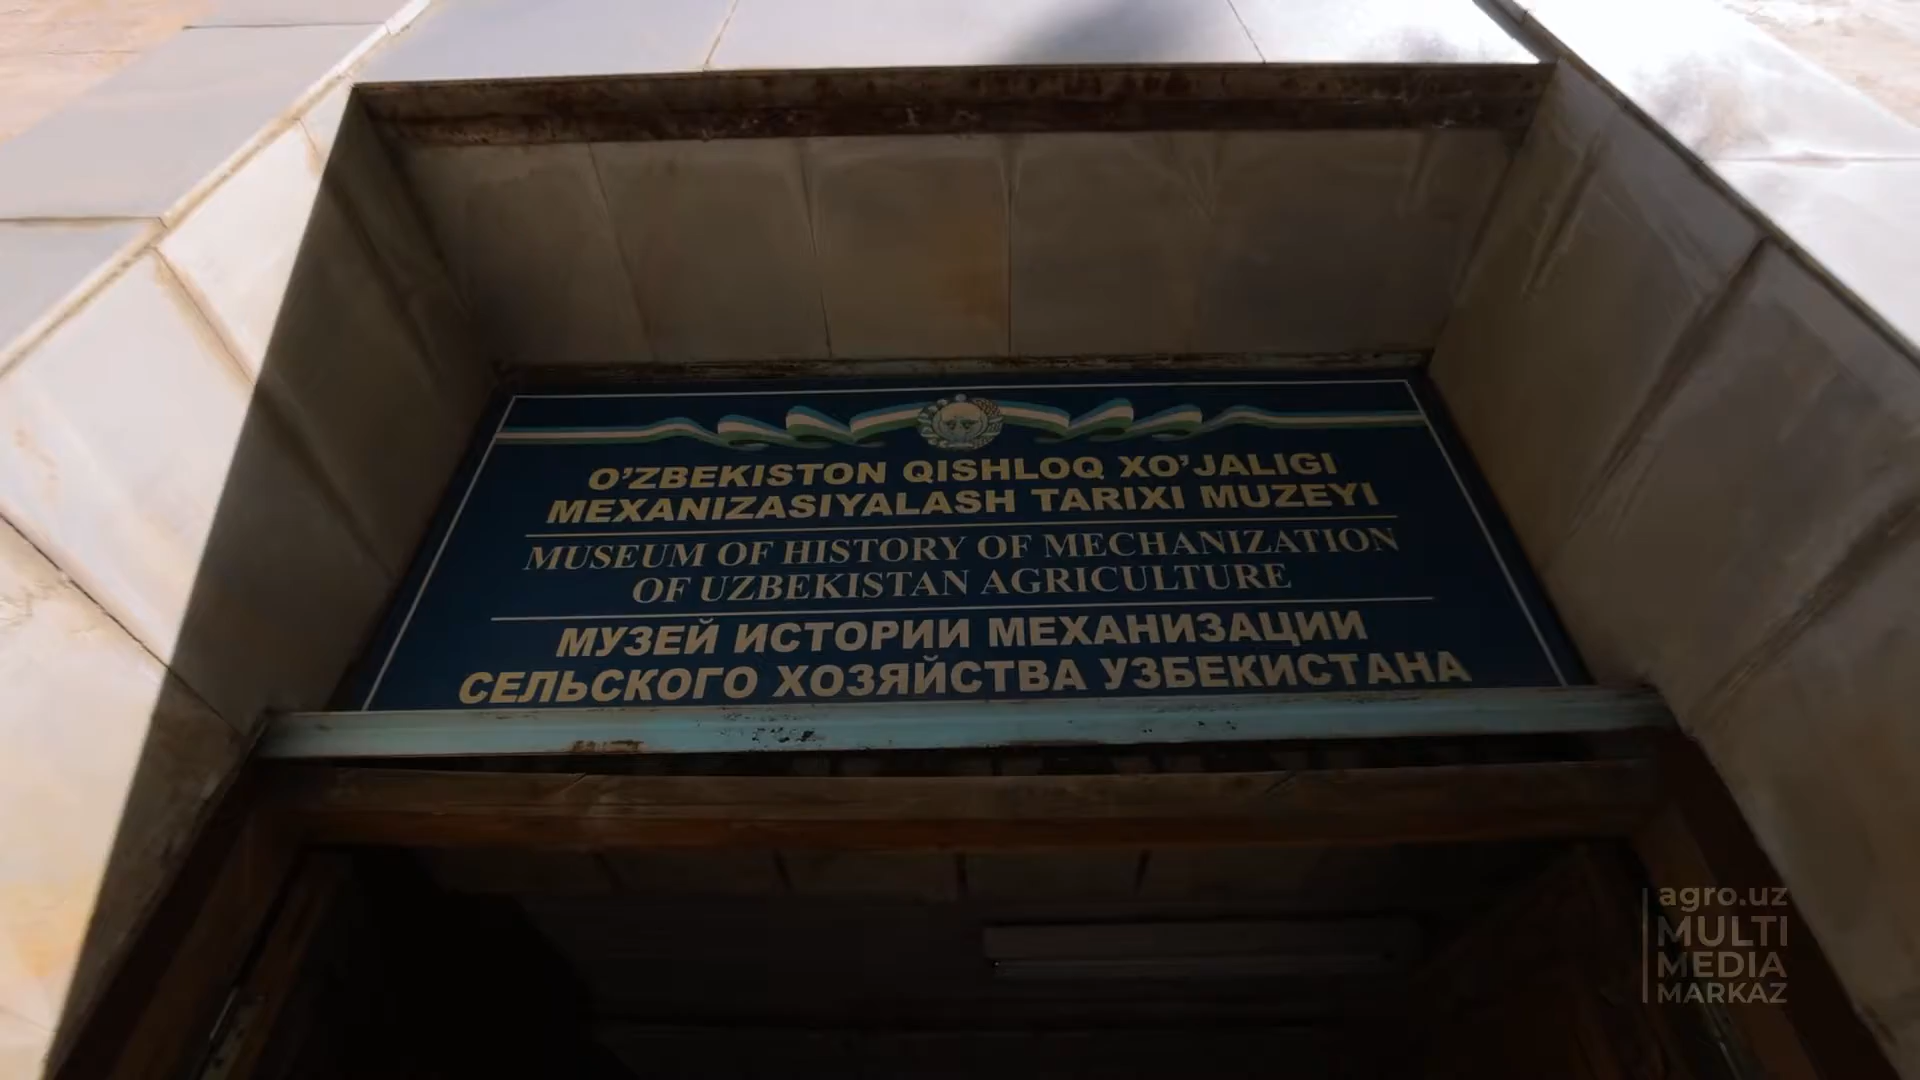 O’ZBEKISTON QISHLOQ XO’JALIGI
MEXANIZASIYALASH TARIXI MUZEYI
MUSEUM OF HISTORY OF MECHANIZATION
OF UZBEKISTAN AGRICULTURE
МУЗЕЙ ИСТОРИИ МЕХАНИЗАЦИИ
СЕЛЬСКОГО ХОЗЯЙСТВА УЗБЕКИСТАНА
agro.uz
MULTI
MEDIA
MARKAZ